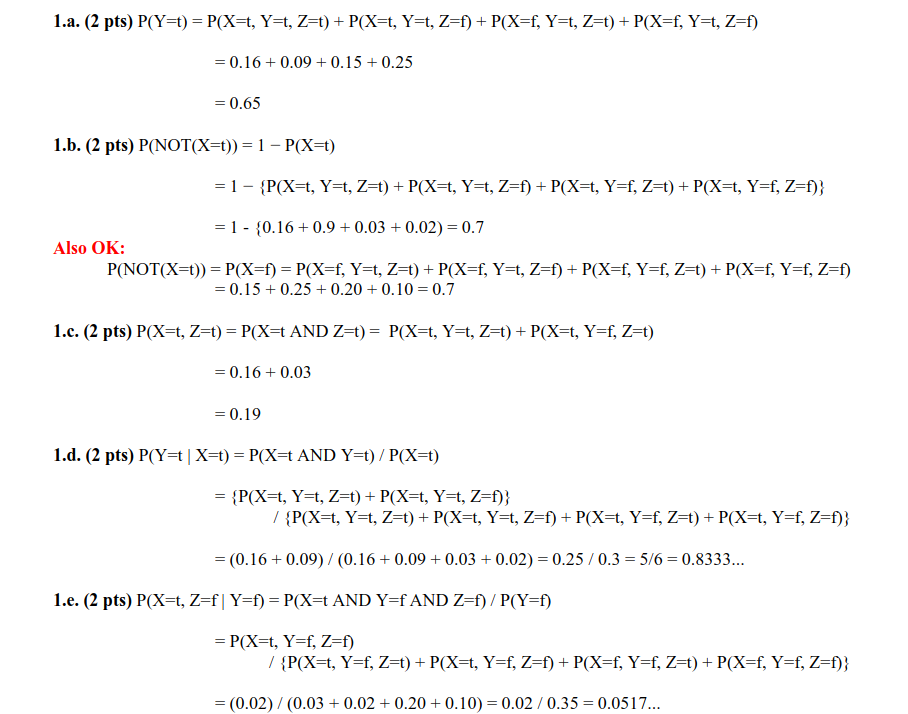 1.a. (2 pts) P(Y=t) = P(X=t, Y=t, Z=t) + P(X=t, Y=t, Z=f) + P(X=f, Y=t, Z=t) + P(X=f, Y=t, Z=f)
= 0.16 + 0.09 + 0.15 + 0.25
= 0.65
1.b. (2 pts) P(NOT(X=t)) = 1 – P(X=t)
= 1 – {P(X=t, Y=t, Z=t) + P(X=t, Y=t, Z=f) + P(X=t, Y=f, Z=t) + P(X=t, Y=f, Z=f)}
= 1 - {0.16 + 0.9 + 0.03 + 0.02) = 0.7
Also OK:
P(NOT(X=t)) = P(X=f) = P(X=f, Y=t, Z=t) + P(X=f, Y=t, Z=f) + P(X=f, Y=f, Z=t) + P(X=f, Y=f, Z=f)
= 0.15 + 0.25 + 0.20 + 0.10 = 0.7
1.c. (2 pts) P(X=t, Z=t) = P(X=t AND Z=t) = P(X=t, Y=t, Z=t) + P(X=t, Y=f, Z=t)
= 0.16 + 0.03
= 0.19
1.d. (2 pts) P(Y=t | X=t) = P(X=t AND Y=t) / P(X=t)
= {P(X=t, Y=t, Z=t) + P(X=t, Y=t, Z=f)}
/ {P(X=t, Y=t, Z=t) + P(X=t, Y=t, Z=f) + P(X=t, Y=f, Z=t) + P(X=t, Y=f, Z=f)}
= (0.16 + 0.09) / (0.16 + 0.09 + 0.03 + 0.02) = 0.25 / 0.3 = 5/6 = 0.8333...
1.e. (2 pts) P(X=t, Z=f | Y=f) = P(X=t AND Y=f AND Z=f) / P(Y=f)
= P(X=t, Y=f, Z=f)
/ {P(X=t, Y=f, Z=t) + P(X=t, Y=f, Z=f) + P(X=f, Y=f, Z=t) + P(X=f, Y=f, Z=f)}
= (0.02) / (0.03 + 0.02 + 0.20 + 0.10) = 0.02 / 0.35 = 0.0517...